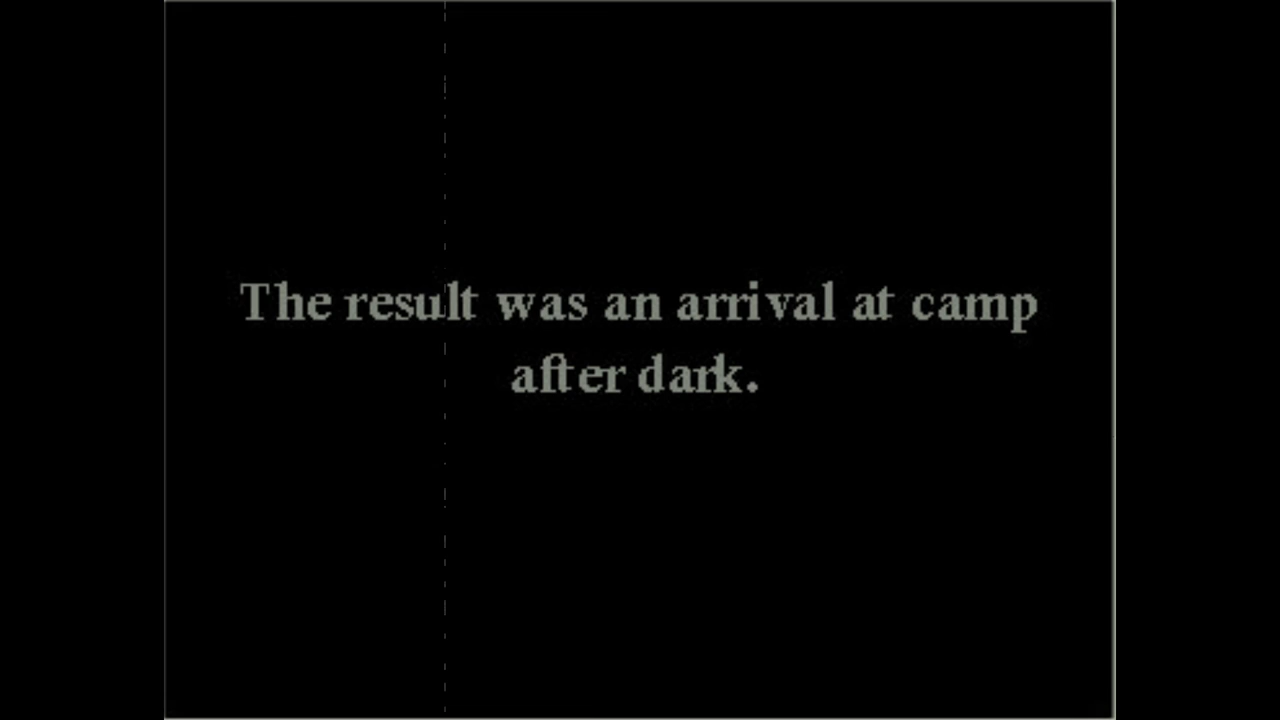 The result was an arrival at camp
after dark.